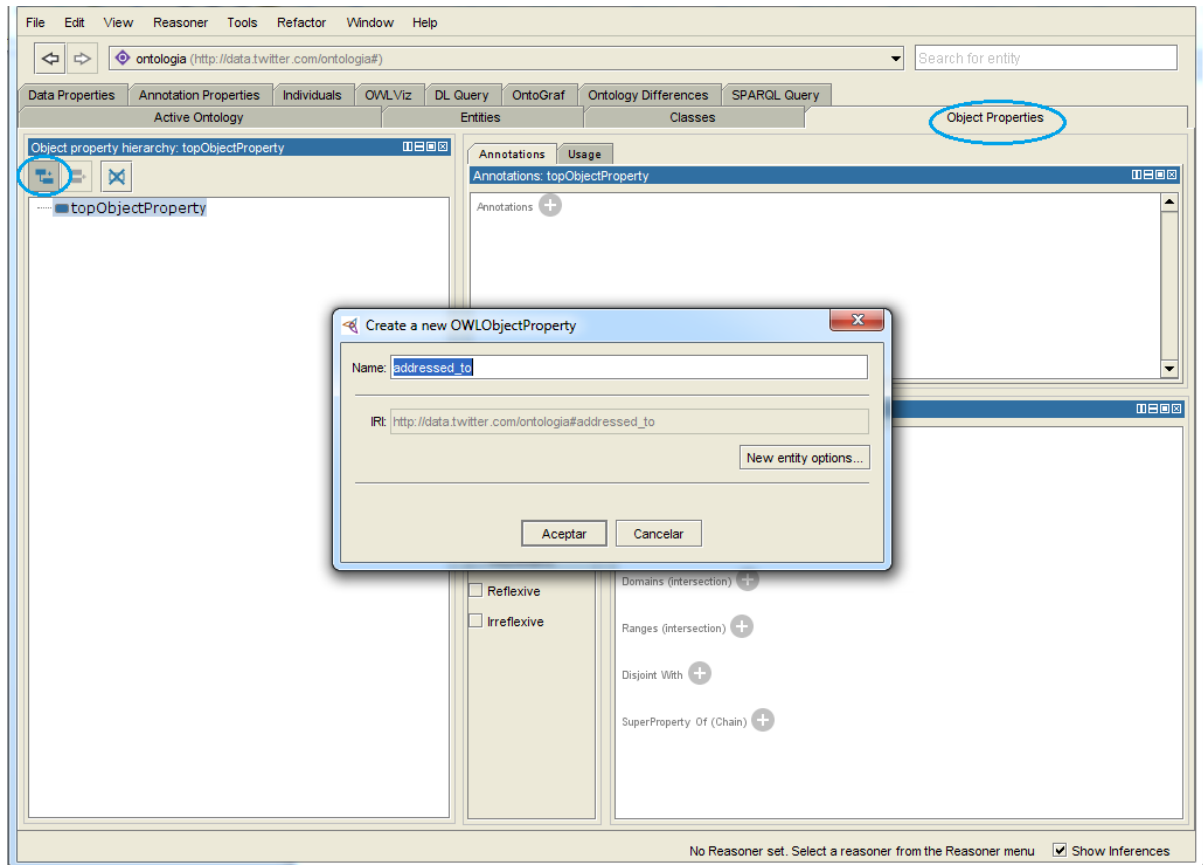 File Edit View Reasoner Tools Refactor Window Help
ontologia (http://data.twitter.com/ontologia#)
Search for entity
Data Properties Annotation Properties Individuals OWLViz DL Query OntoGraf Ontology Differences SPARQL Query
Active Ontology Entities Classes Object Properties
Object property hierarchy: topObjectProperty
topObjectProperty
Annotations Usage
Annotations: topObjectProperty
Annotations
Create a new OWLObjectProperty
Name: addressed_to
IRI: http://data.twitter.com/ontologia#addressed_to
New entity options...
Aceptar Cancelar
Reflexive
Irreflexive
Domains (intersection)
Ranges (intersection)
Disjoint With
SuperProperty Of (Chain)
No Reasoner set. Select a reasoner from the Reasoner menu Show Inferences